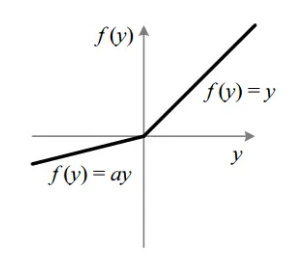 f(y)
f(y) = y
y
f(y) = ay